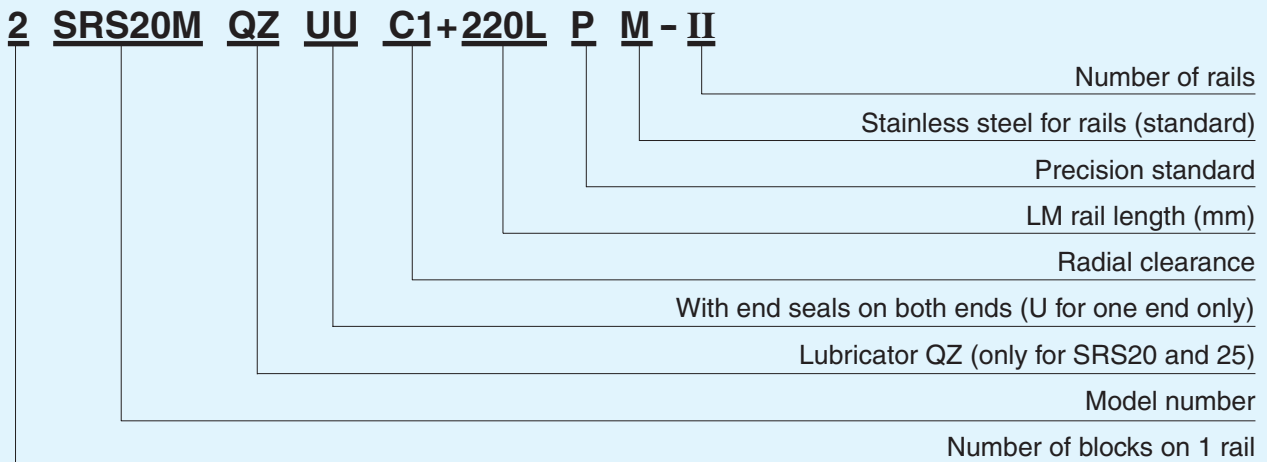 2 SRS20M QZ UU C1+220L P M - II
Number of rails
Stainless steel for rails (standard)
Precision standard
LM rail length (mm)
Radial clearance
With end seals on both ends (U for one end only)
Lubricator QZ (only for SRS20 and 25)
Model number
Number of blocks on 1 rail